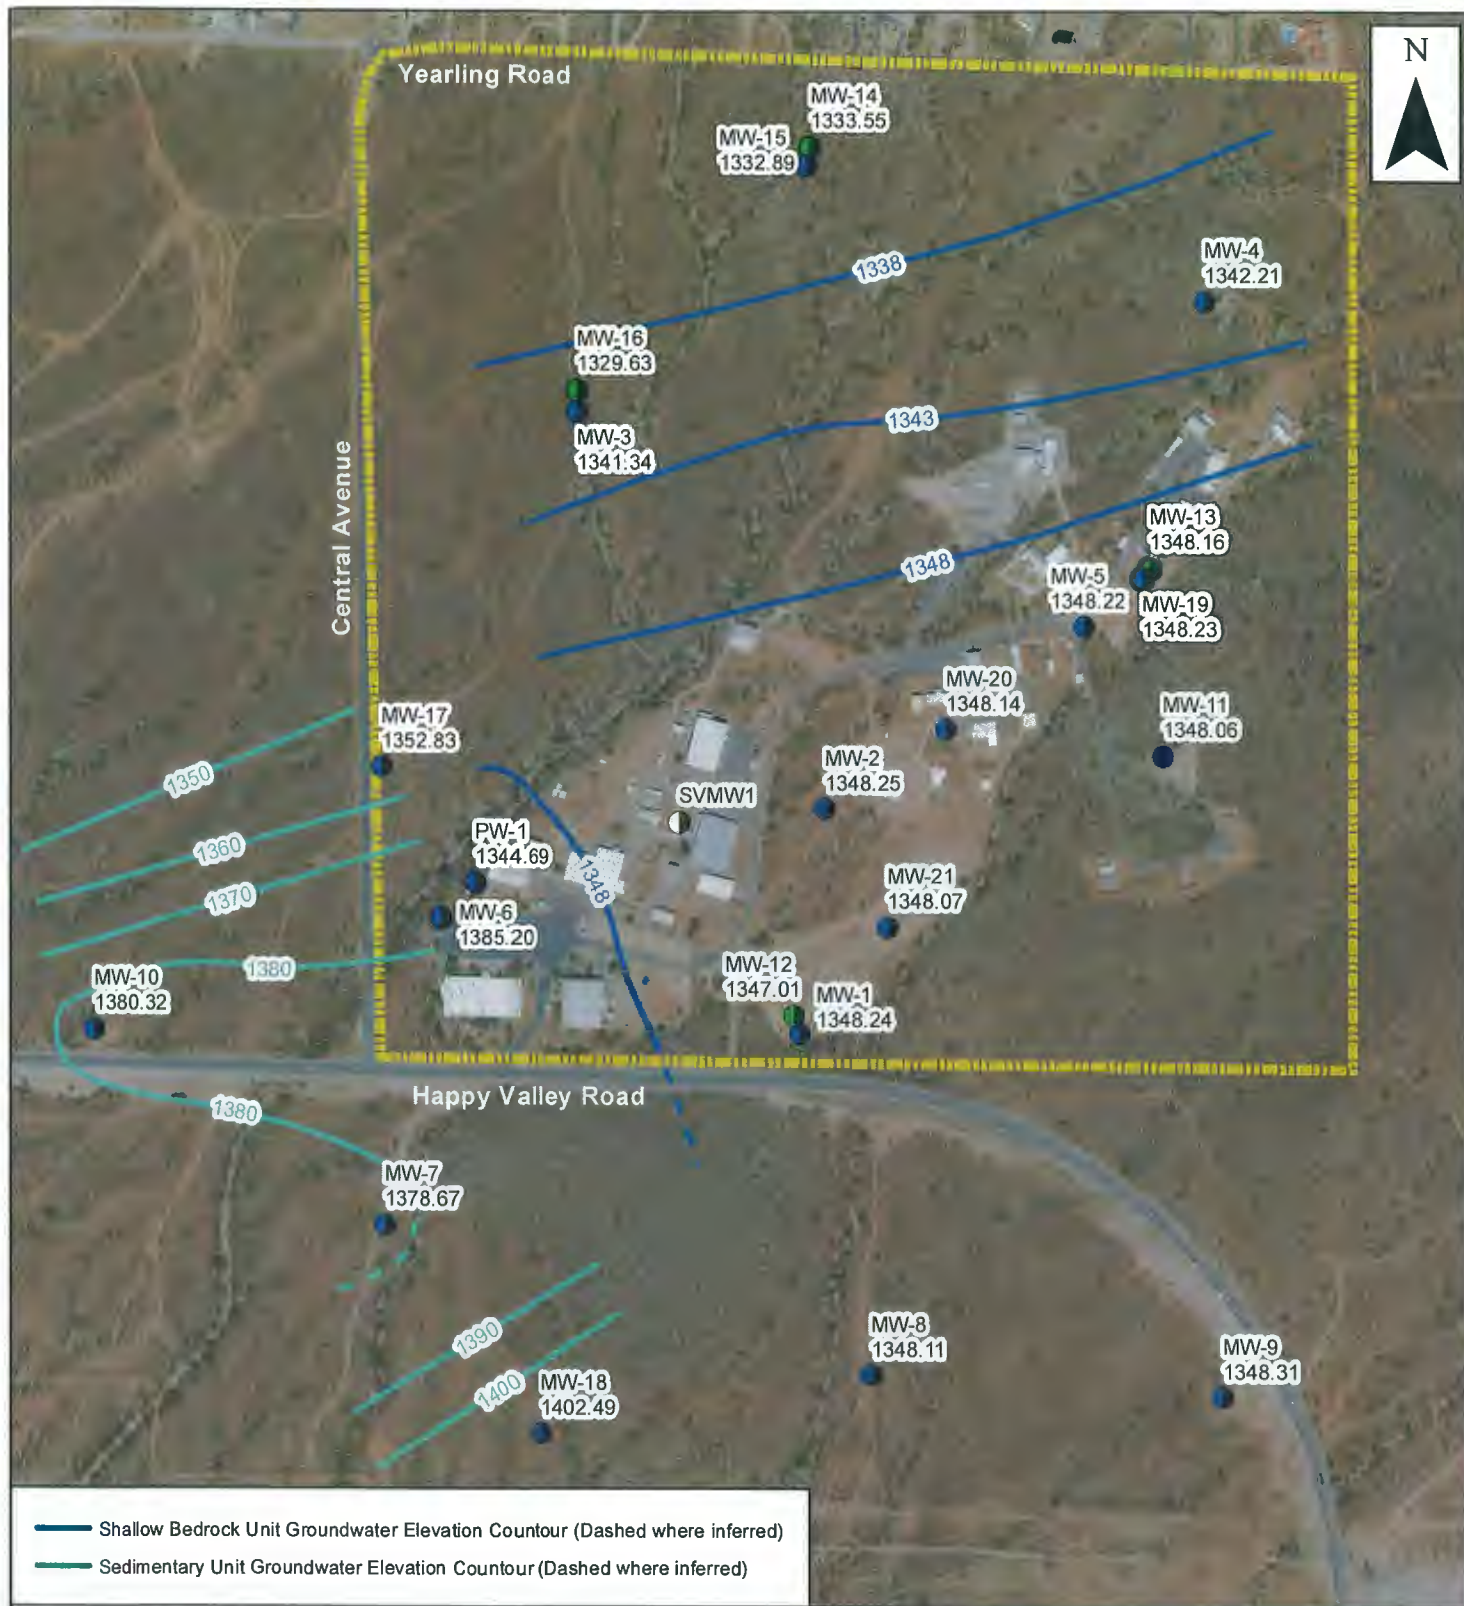 N
Yearling Road
MW-14
1333.55
MW-15
1332.89
1338
MW-4
1342.21
MW-16
1329.63
MW-3
1341.34
1343
Central Avenue
1348
MW-13
1348.16
MW-5
1348.22
MW-19
1348.23
MW-20
1348.14
MW-11
1348.06
MW-17
1352.83
1350
MW-2
1348.25
SVMW1
PW-1
1344.69
1360
1348
1370
MW-6
1385.20
MW-21
1348.07
1380
MW-10
1380.32
MW-12
1347.01
MW-1
1348.24
Happy Valley Road
1380
MW-7
1378.67
1390
MW-8
1348.11
MW-9
1348.31
1400
MW-18
1402.49
Shallow Bedrock Unit Groundwater Elevation Countour (Dashed where inferred)
Sedimentary Unit Groundwater Elevation Countour (Dashed where inferred)